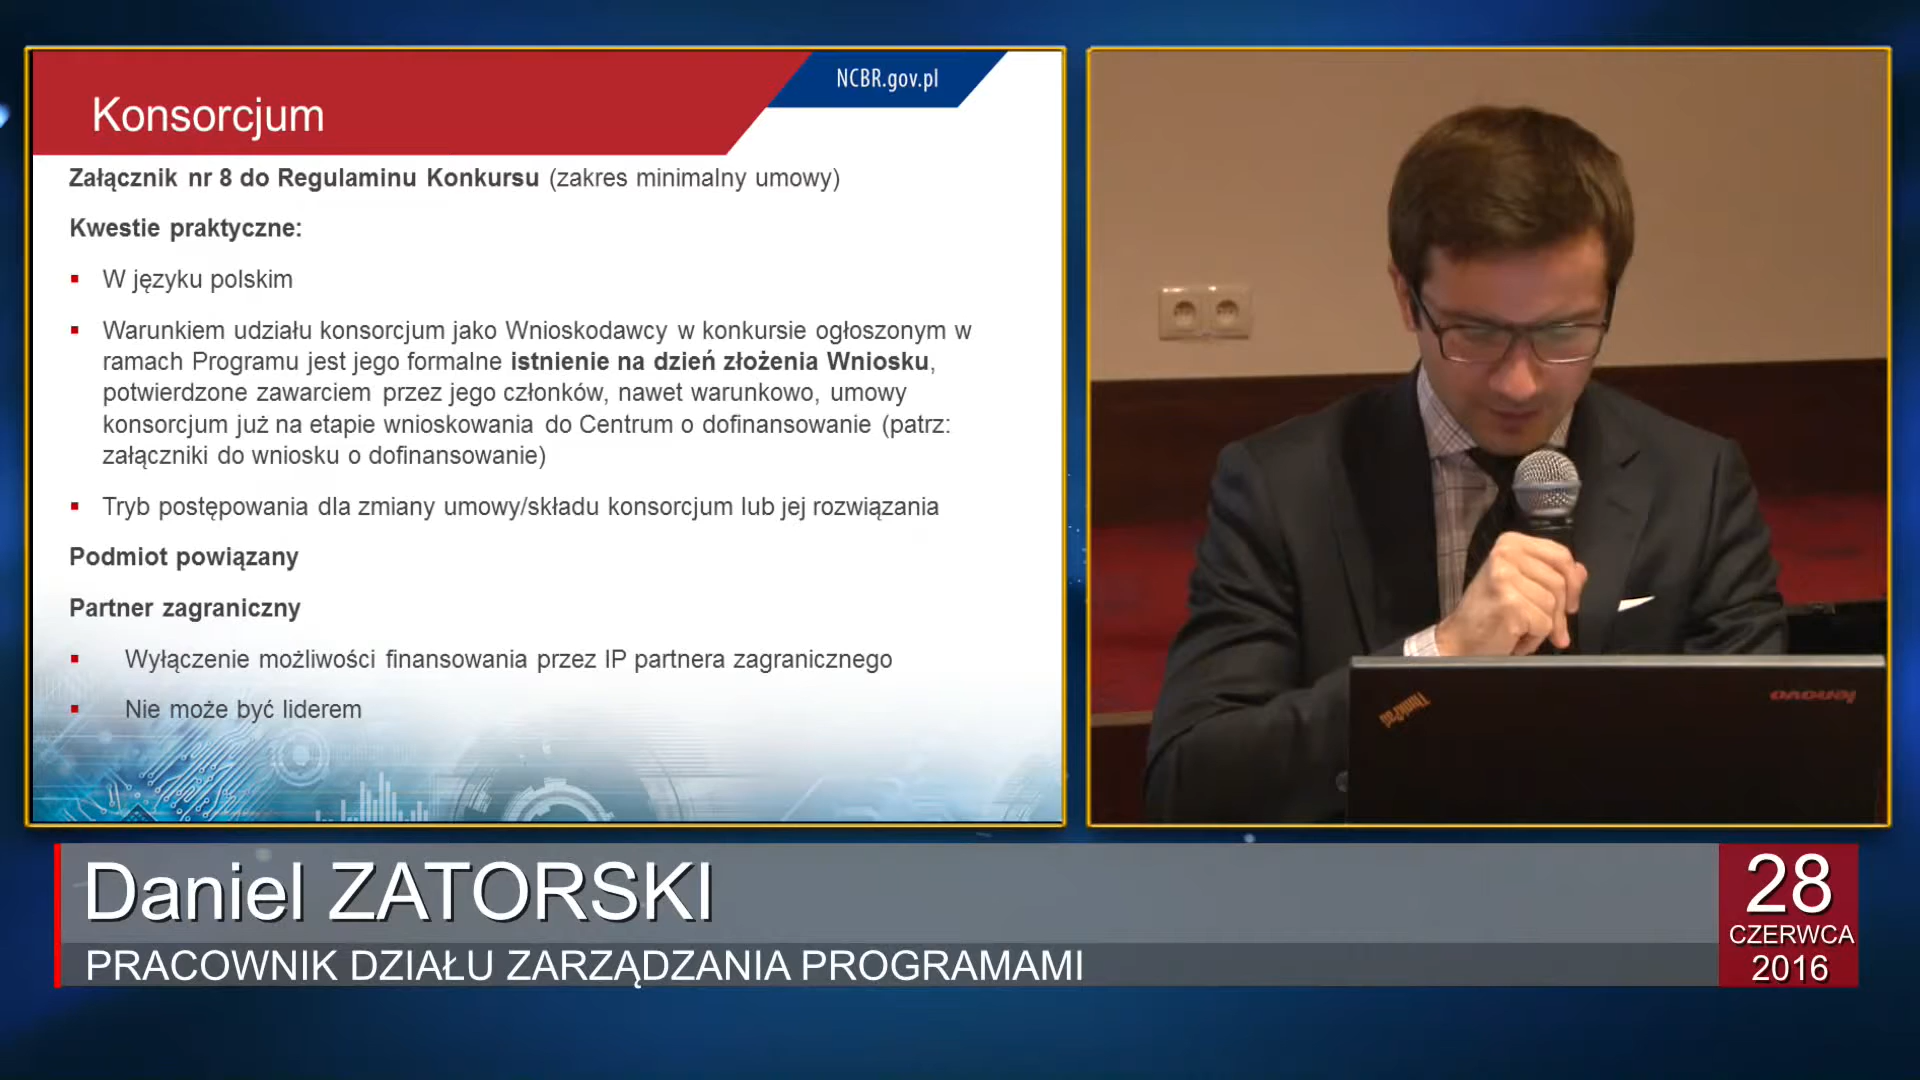 NCBR.gov.pl
Konsorcjum
Załącznik nr 8 do Regulaminu Konkursu (zakres minimalny umowy)
Kwestie praktyczne:
▪ W języku polskim
▪ Warunkiem udziału konsorcjum jako Wnioskodawcy w konkursie ogłoszonym w
ramach Programu jest jego formalne istnienie na dzień złożenia Wniosku,
potwierdzone zawarciem przez jego członków, nawet warunkowo, umowy
konsorcjum już na etapie wnioskowania do Centrum o dofinansowanie (patrz:
załączniki do wniosku o dofinansowanie)
▪ Tryb postępowania dla zmiany umowy/składu konsorcjum lub jej rozwiązania
Podmiot powiązany
Partner zagraniczny
▪ Wyłączenie możliwości finansowania przez IP partnera zagranicznego
▪ Nie może być liderem
ThinkPad
lenovo
Daniel ZATORSKI
PRACOWNIK DZIAŁU ZARZĄDZANIA PROGRAMAMI
28
CZERWCA
2016